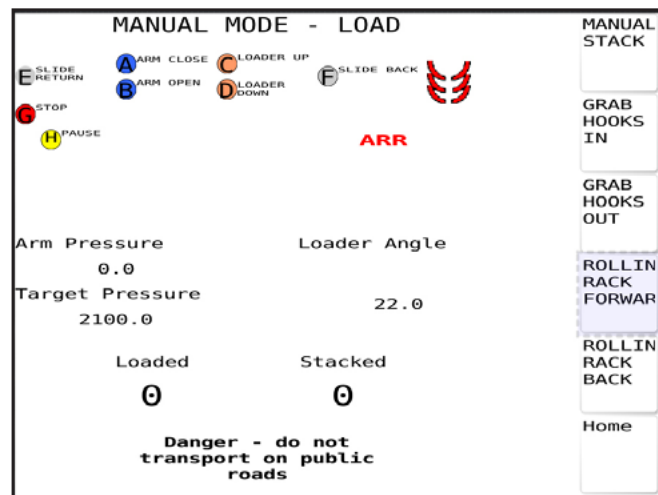 MANUAL MODE - LOAD
E SLIDE RETURN
A ARM CLOSE
C LOADER UP
F SLIDE BACK
B ARM OPEN
D LOADER DOWN
G STOP
H PAUSE
ARR
Arm Pressure
0.0
Target Pressure
2100.0
Loader Angle
22.0
Loaded
0
Stacked
0
Danger - do not
transport on public
roads
MANUAL
STACK
GRAB
HOOKS
IN
GRAB
HOOKS
OUT
ROLLIN
RACK
FORWAR
ROLLIN
RACK
BACK
Home